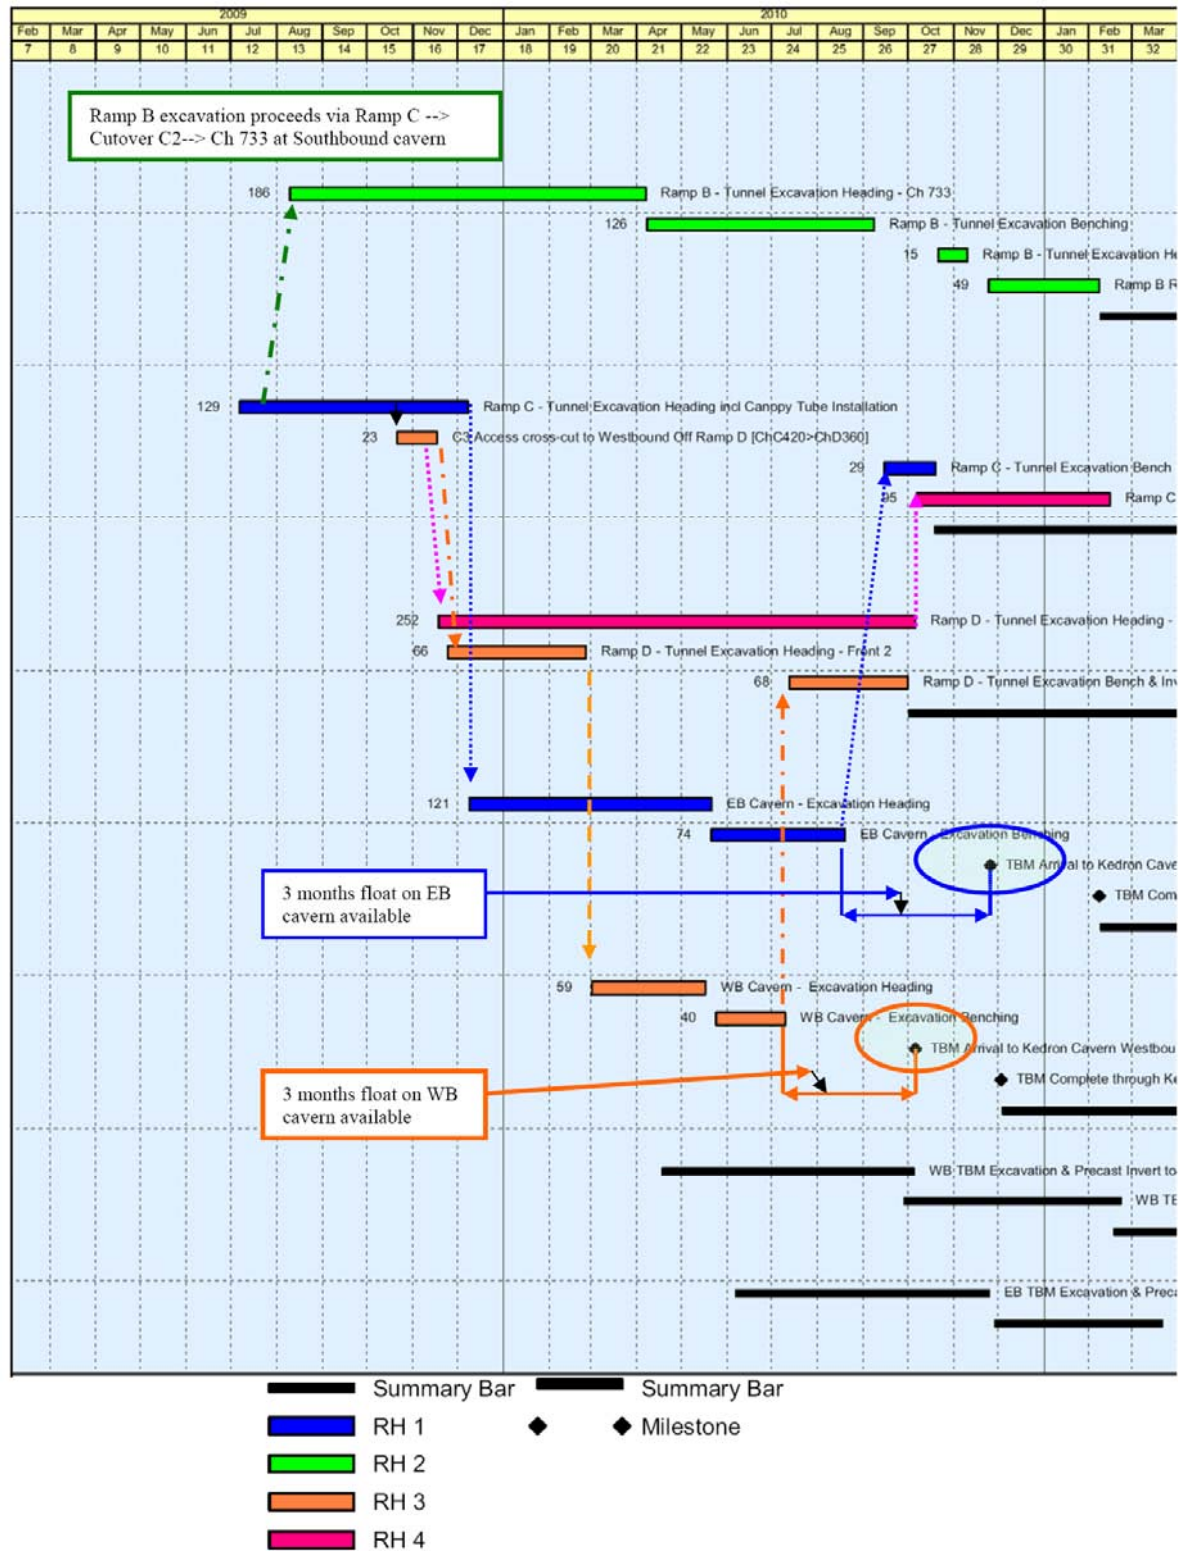 2009 2010
Feb Mar Apr May Jun Jul Aug Sep Oct Nov Dec Jan Feb Mar Apr May Jun Jul Aug Sep Oct Nov Dec Jan Feb Mar
7 8 9 10 11 12 13 14 15 16 17 18 19 20 21 22 23 24 25 26 27 28 29 30 31 32
Ramp B excavation proceeds via Ramp C -->
Cutover C2--> Ch 733 at Southbound cavern
186 Ramp B - Tunnel Excavation Heading - Ch 733
126 Ramp B - Tunnel Excavation Benching
15 Ramp B - Tunnel Excavation He
49 Ramp B R
129 Ramp C - Tunnel Excavation Heading incl Canopy Tube Installation
23 C3 Access cross-cut to Westbound Off Ramp D [ChC420>ChD360]
29 Ramp C - Tunnel Excavation Bench
95 Ramp C
252 Ramp D - Tunnel Excavation Heading -
66 Ramp D - Tunnel Excavation Heading - Front 2
68 Ramp D - Tunnel Excavation Bench & Inv
121 EB Cavern - Excavation Heading
74 EB Cavern - Excavation Benching
TBM Arrival to Kedron Cave
3 months float on EB
cavern available
TBM Com
59 WB Cavern - Excavation Heading
40 WB Cavern - Excavation Benching
TBM Arrival to Kedron Cavern Westbou
3 months float on WB
cavern available
TBM Complete through Ke
WB TBM Excavation & Precast Invert to
WB TB
EB TBM Excavation & Preca
Summary Bar Summary Bar
RH 1 Milestone
RH 2
RH 3
RH 4